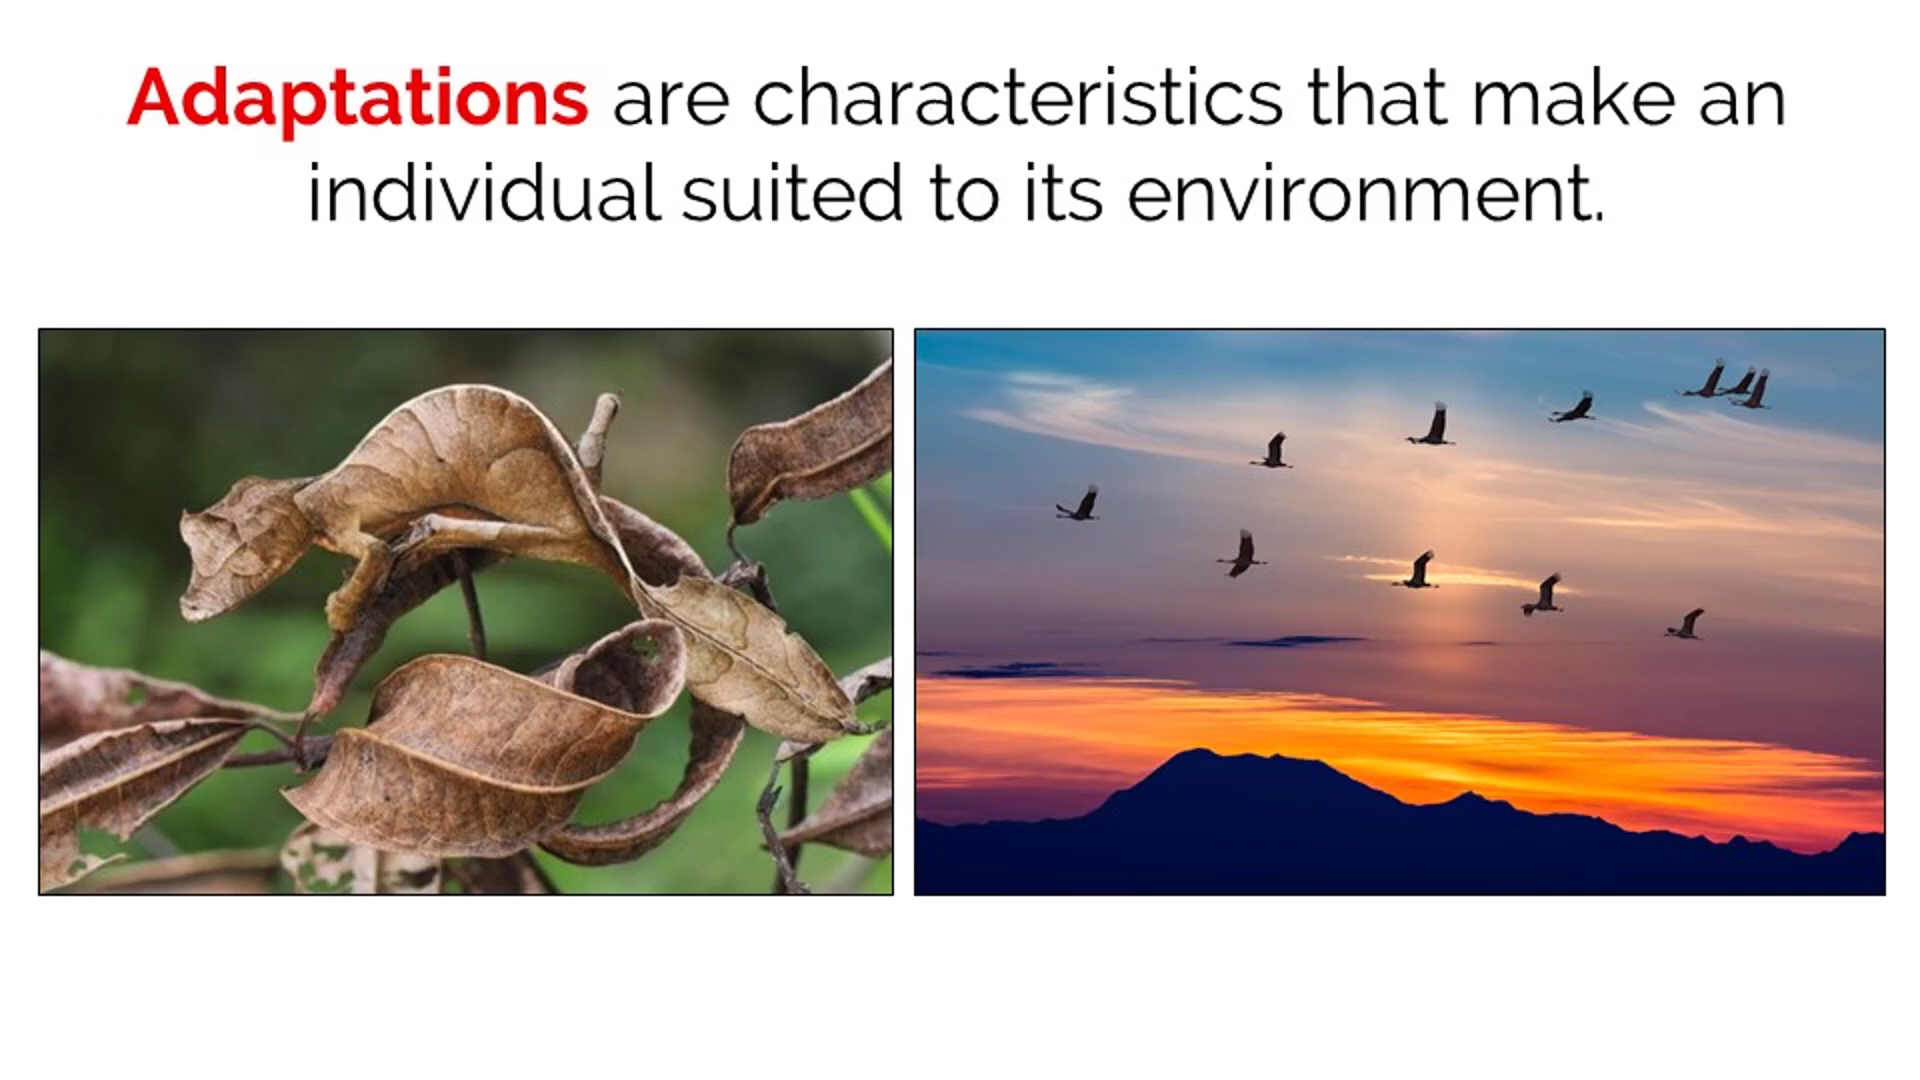 Adaptations are characteristics that make an
individual suited to its environment.